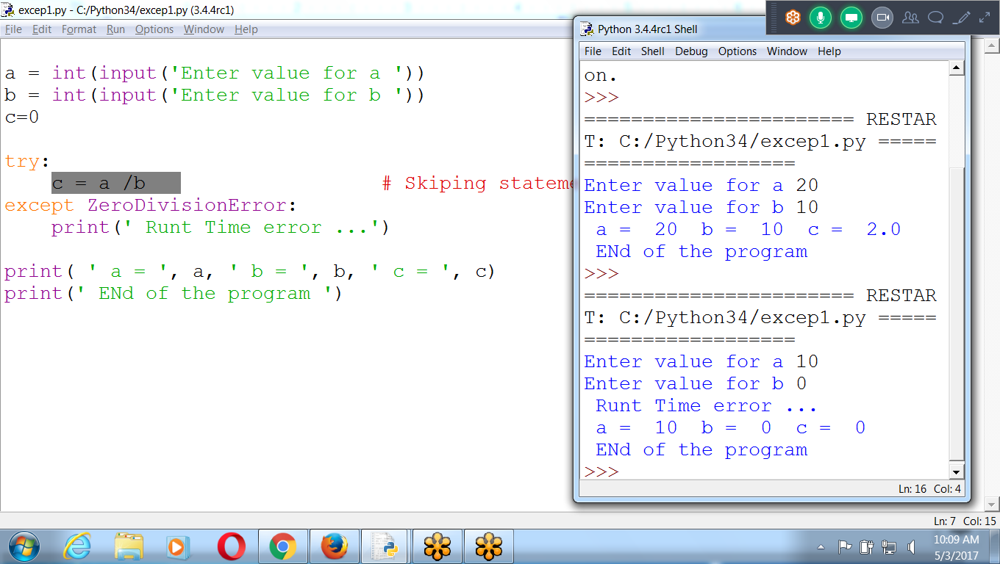 excep1.py - C:/Python34/excep1.py (3.4.4rc1)
File Edit Format Run Options Window Help
a = int(input('Enter value for a '))
b = int(input('Enter value for b '))
c=0
try:
c = a /b # Skiping stateme
except ZeroDivisionError:
print(' Runt Time error ...')
print( ' a = ', a, ' b = ', b, ' c = ', c)
print(' ENd of the program ')
Python 3.4.4rc1 Shell
File Edit Shell Debug Options Window Help
on.
>>>
======================= RESTAR
T: C:/Python34/excep1.py =====
==================
Enter value for a 20
Enter value for b 10
a = 20 b = 10 c = 2.0
ENd of the program
>>>
======================= RESTAR
T: C:/Python34/excep1.py =====
==================
Enter value for a 10
Enter value for b 0
Runt Time error ...
a = 10 b = 0 c = 0
ENd of the program
>>>
Ln: 16 Col: 4
Ln: 7 Col: 15
10:09 AM
5/3/2017